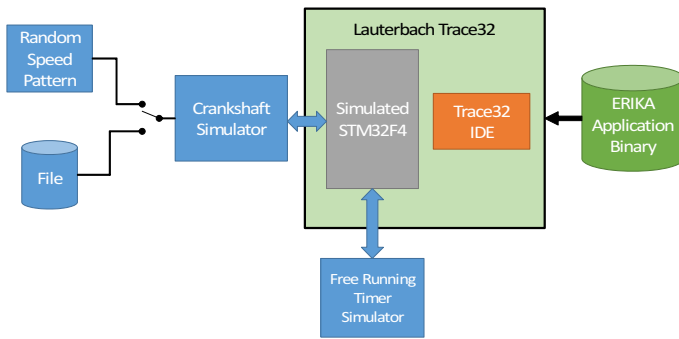 Random
Speed
Pattern
File
Crankshaft
Simulator
Lauterbach Trace32
Simulated
STM32F4
Trace32
IDE
ERIKA
Application
Binary
Free Running
Timer
Simulator